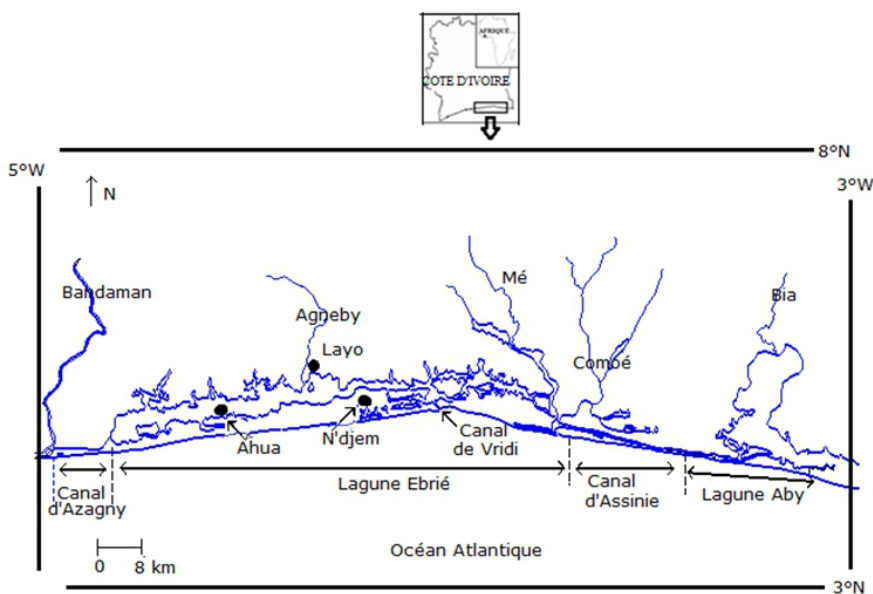 AFRIQUE
COTE D'IVOIRE
8°N
5°W
3°W
N
Bandaman
Mé
Bia
Agneby
Layo
Comoé
Ahua
N'djem
Canal
de Vridi
Canal
d'Azagny
Lagune Ebrié
Canal
d'Assinie
Lagune Aby
0 8 km
Océan Atlantique
3°N